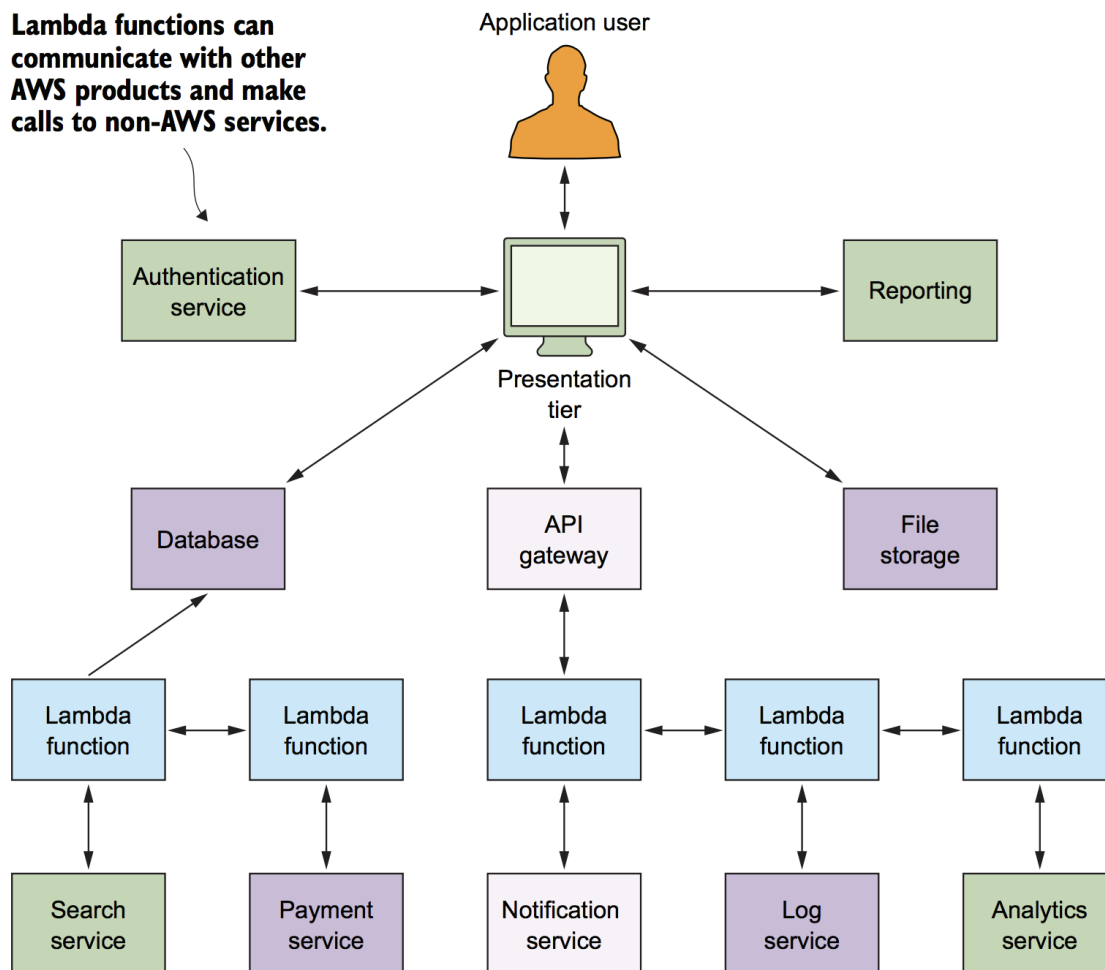 Lambda functions can
communicate with other
AWS products and make
calls to non-AWS services.
Application user
Authentication
service
Reporting
Presentation
tier
Database
API
gateway
File
storage
Lambda
function
Lambda
function
Lambda
function
Lambda
function
Lambda
function
Search
service
Payment
service
Notification
service
Log
service
Analytics
service